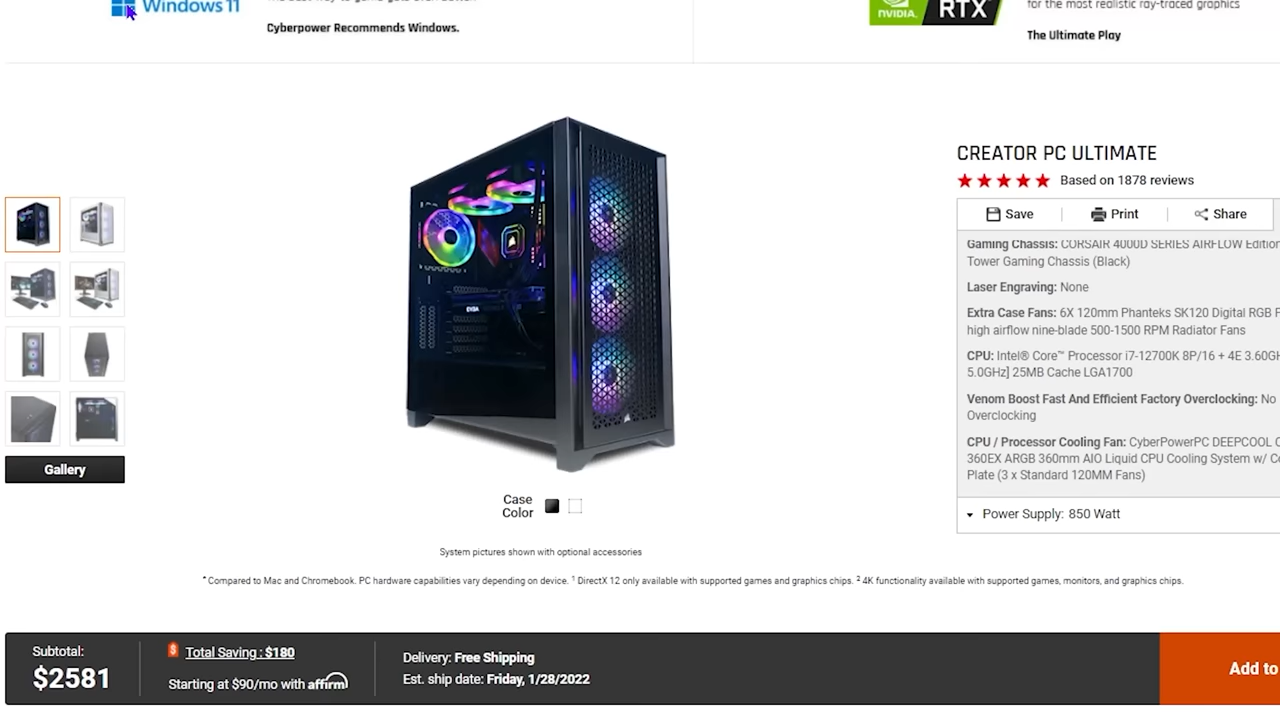 Windows 11
Cyberpower Recommends Windows.
NVIDIA. RTX
for the most realistic ray-traced graphics
The Ultimate Play
CREATOR PC ULTIMATE
Based on 1878 reviews
Save
Print
Share
Gaming Chassis: CORSAIR 4000D SERIES AIRFLOW Edition
Tower Gaming Chassis (Black)
Laser Engraving: None
Extra Case Fans: 6X 120mm Phanteks SK120 Digital RGB
high airflow nine-blade 500-1500 RPM Radiator Fans
CPU: Intel® Core™ Processor i7-12700K 8P/16 + 4E 3.60GH
5.0GHz] 25MB Cache LGA1700
Venom Boost Fast And Efficient Factory Overclocking: No
Overclocking
CPU / Processor Cooling Fan: CyberPowerPC DEEPCOOL
360EX ARGB 360mm AIO Liquid CPU Cooling System w/
Plate (3 x Standard 120MM Fans)
Power Supply: 850 Watt
EVGA
Gallery
Case
Color
System pictures shown with optional accessories
* Compared to Mac and Chromebook. PC hardware capabilities vary depending on device. ¹ DirectX 12 only available with supported games and graphics chips. ² 4K functionality available with supported games, monitors, and graphics chips.
Subtotal:
$2581
Total Saving : $180
Starting at $90/mo with affirm
Delivery: Free Shipping
Est. ship date: Friday, 1/28/2022
Add to